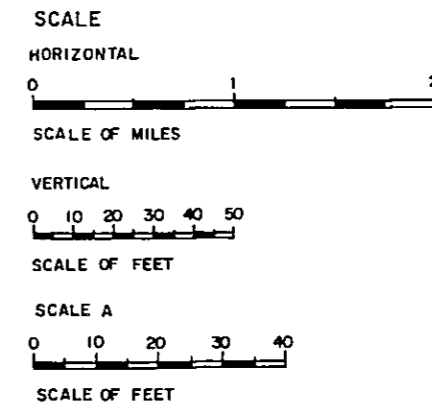 SCALE
HORIZONTAL
0 1 2
SCALE OF MILES
VERTICAL
0 10 20 30 40 50
SCALE OF FEET
SCALE A
0 10 20 30 40
SCALE OF FEET